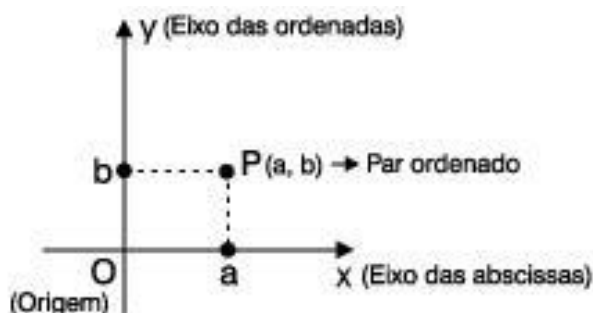 y (Eixo das ordenadas)
b P(a, b) → Par ordenado
O a x (Eixo das abscissas)
(Origem)